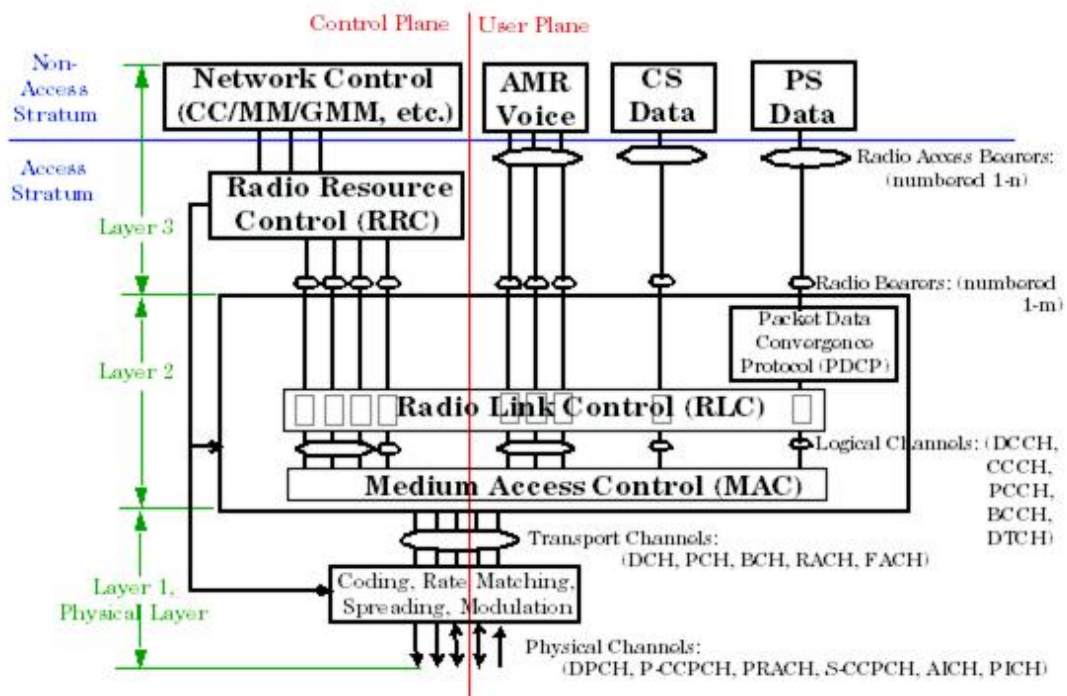 Control Plane
User Plane
Non-
Access
Stratum
Network Control
(CC/MM/GMM, etc.)
AMR
Voice
CS
Data
PS
Data
Access
Stratum
Radio Access Bearers:
(numbered 1-n)
Radio Resource
Control (RRC)
Layer 3
Radio Bearers: (numbered
1-m)
Packet Data
Convergence
Protocol (PDCP)
Layer 2
Radio Link Control (RLC)
Logical Channels: (DCCH,
CCCH,
PCCH,
BCCH,
DTCH)
Medium Access Control (MAC)
Transport Channels:
(DCH, PCH, BCH, RACH, FACH)
Layer 1,
Physical Layer
Coding, Rate Matching,
Spreading, Modulation
Physical Channels:
(DPCH, P-CCPCH, PRACH, S-CCPCH, AICH, PICH)